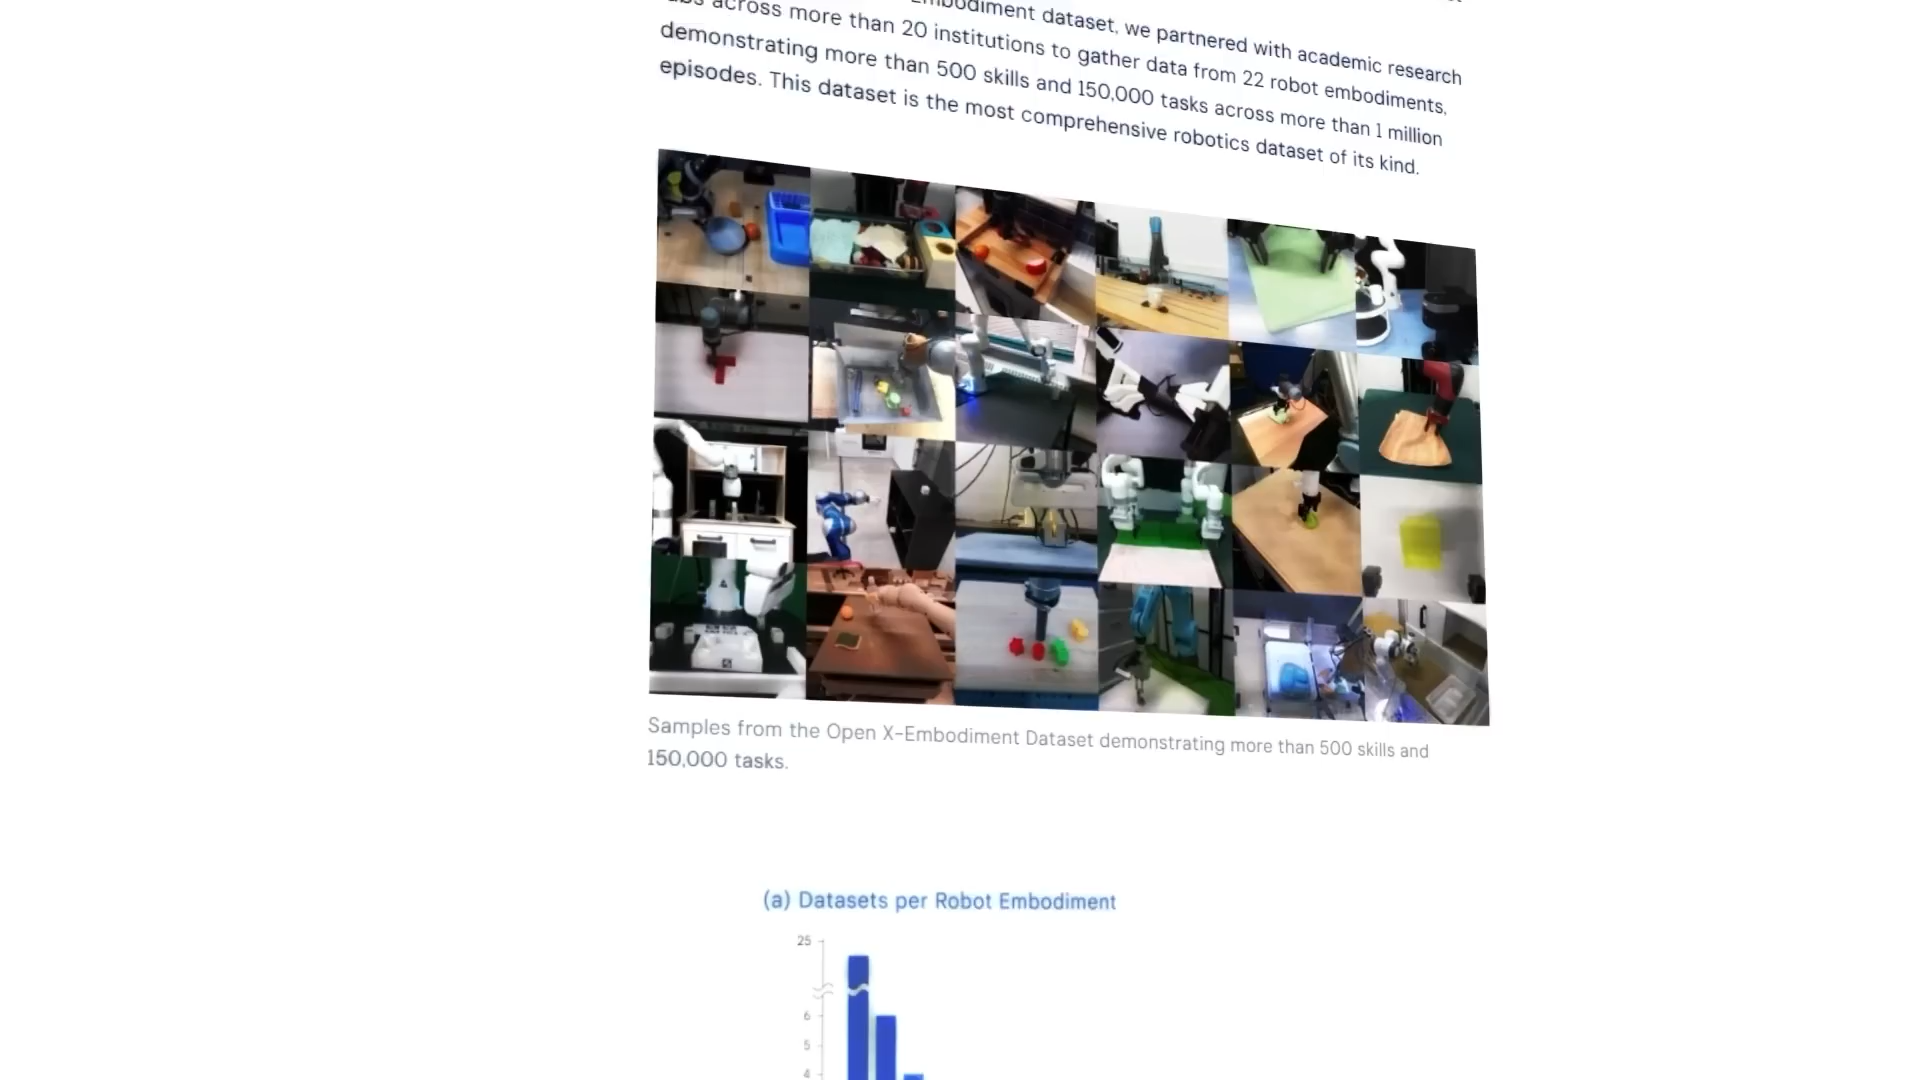 Embodiment dataset, we partnered with academic research
across more than 20 institutions to gather data from 22 robot embodiments,
demonstrating more than 500 skills and 150,000 tasks across more than 1 million
episodes. This dataset is the most comprehensive robotics dataset of its kind.
Samples from the Open X-Embodiment Dataset demonstrating more than 500 skills and
150,000 tasks.
(a) Datasets per Robot Embodiment
25
6
5
4